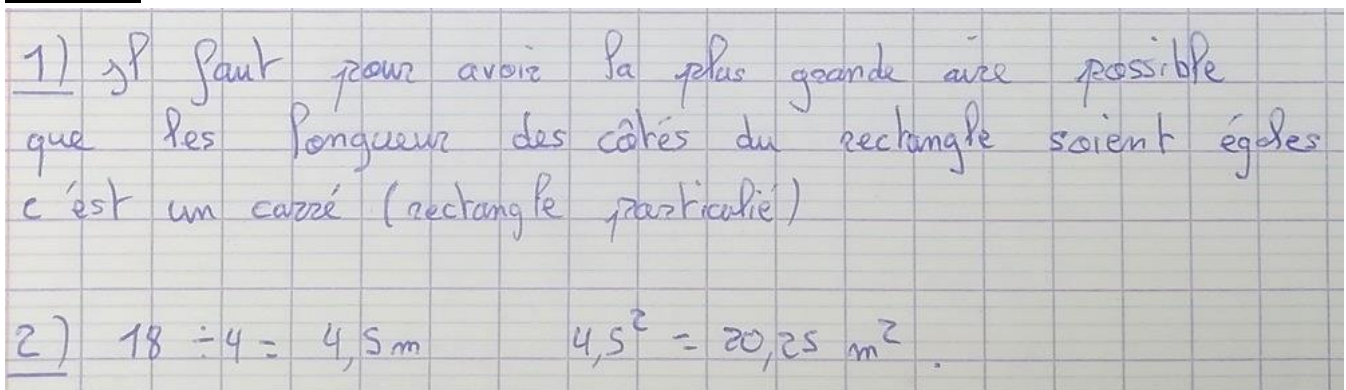 1) Il faut pour avoir la plus grande aire possible
que les longueur des côtés du rectangle soient égales
c'est un carré (rectangle particulié)
2) 18 ÷ 4 = 4,5 m 4,5² = 20,25 m².